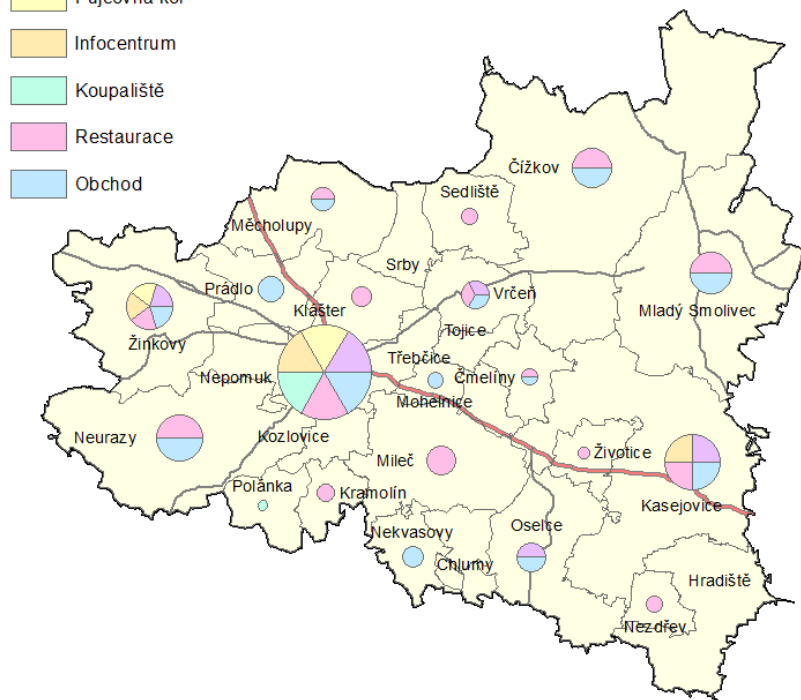 Infocentrum
Koupaliště
Restaurace
Obchod
Čížkov
Sedliště
Měcholupy
Srby
Prádlo
Vrčeň
Klášter
Mladý Smolivec
Tojice
Žinkovy
Třebčice
Nepomuk
Čmelíny
Mohelnice
Neurazy
Kozlovice
Životice
Mileč
Polánka
Kramolín
Kasejovice
Nekvasovy
Oselce
Chlumy
Hradiště
Nezdřev